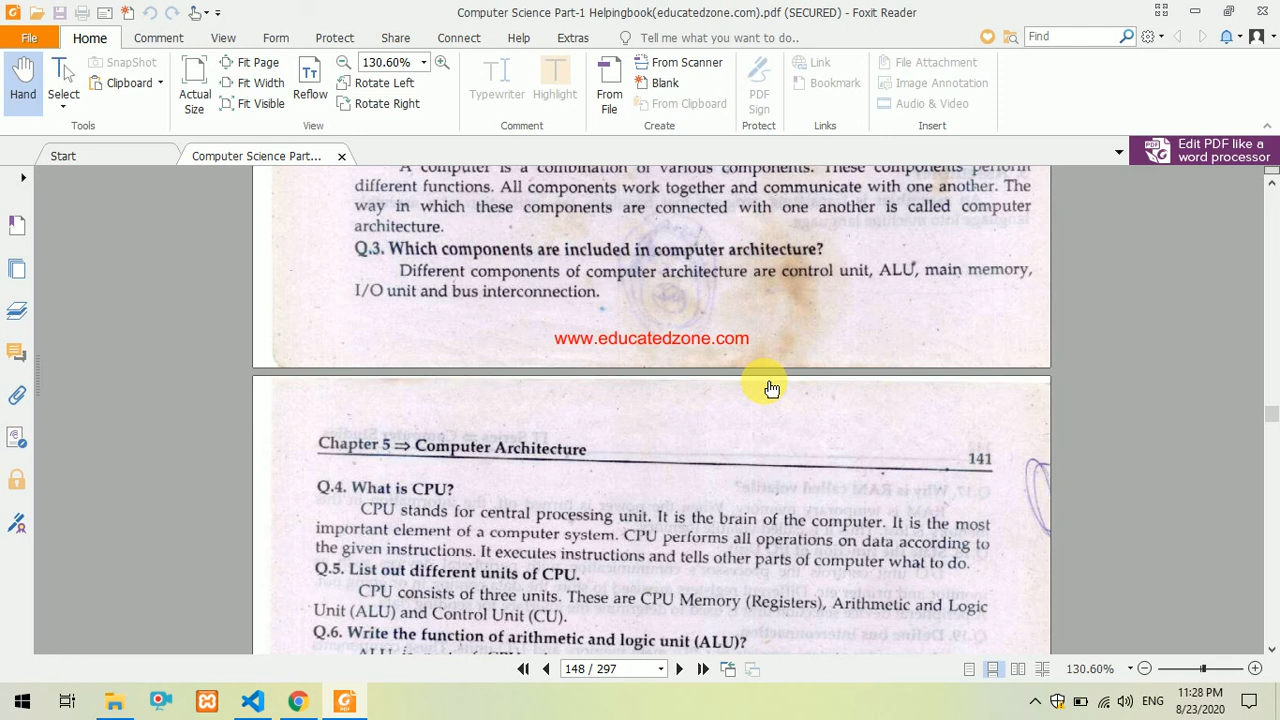 Computer Science Part-1 Helpingbook(educatedzone.com).pdf (SECURED) - Foxit Reader
File
Home
Comment
View
Form
Protect
Share
Connect
Help
Extras
Tell me what you want to do..
Find
Hand
Select
SnapShot
Clipboard
Actual Size
Fit Page
Fit Width
Fit Visible
Reflow
130.60%
Rotate Left
Rotate Right
Typewriter
Highlight
From File
From Scanner
Blank
From Clipboard
PDF Sign
Link
Bookmark
File Attachment
Image Annotation
Audio & Video
Tools
View
Comment
Create
Protect
Links
Insert
Start
Computer Science Part...
Edit PDF like a
word processor
A computer is a combination of various components. These components perform
different functions. All components work together and communicate with one another. The
way in which these components are connected with one another is called computer
architecture.
Q.3. Which components are included in computer architecture?
Different components of computer architecture are control unit, ALU, main memory,
I/O unit and bus interconnection.
www.educatedzone.com
Chapter 5 ⇒ Computer Architecture
141
Q.4. What is CPU?
CPU stands for central processing unit. It is the brain of the computer. It is the most
important element of a computer system. CPU performs all operations on data according to
the given instructions. It executes instructions and tells other parts of computer what to do.
Q.5. List out different units of CPU.
CPU consists of three units. These are CPU Memory (Registers), Arithmetic and Logic
Unit (ALU) and Control Unit (CU).
Q.6. Write the function of arithmetic and logic unit (ALU)?
148 / 297
130.60%
ENG
11:28 PM
8/23/2020